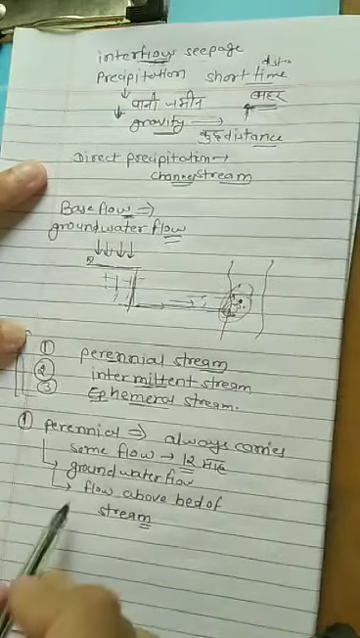 interflows seepage
precipitation short time
पानी जमीन बाहर
gravity → कुछ distance
Direct precipitation →
channel stream
Base flow ⇒
groundwater flow
① perennial stream
② intermittent stream
③ Ephemeral stream.
① perennial ⇒ always carries
some flow → 12 माह
groundwater flow
flow above bed of
stream